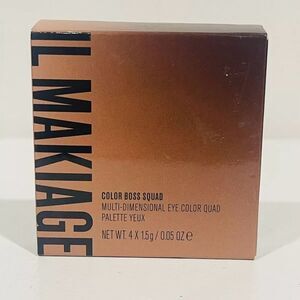 IL MAKIAGE
COLOR BOSS SQUAD
MULTI-DIMENSIONAL EYE COLOR QUAD
PALETTE YEUX
NET WT. 4 X 1.5g / 0.05 OZ ℮